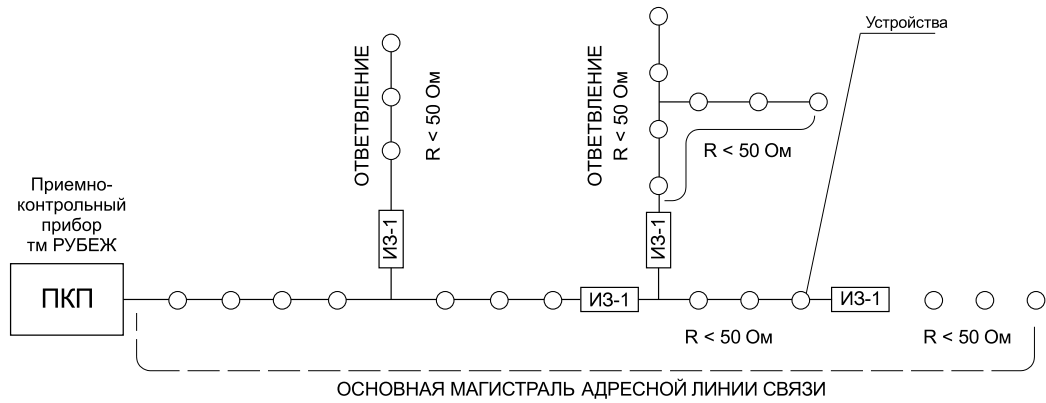 Устройства
ОТВЕТВЛЕНИЕ
R < 50 Ом
ОТВЕТВЛЕНИЕ
R < 50 Ом
R < 50 Ом
Приемно-
контрольный
прибор
тм РУБЕЖ
ПКП
ИЗ-1
ИЗ-1
ИЗ-1
ИЗ-1
R < 50 Ом
R < 50 Ом
ОСНОВНАЯ МАГИСТРАЛЬ АДРЕСНОЙ ЛИНИИ СВЯЗИ